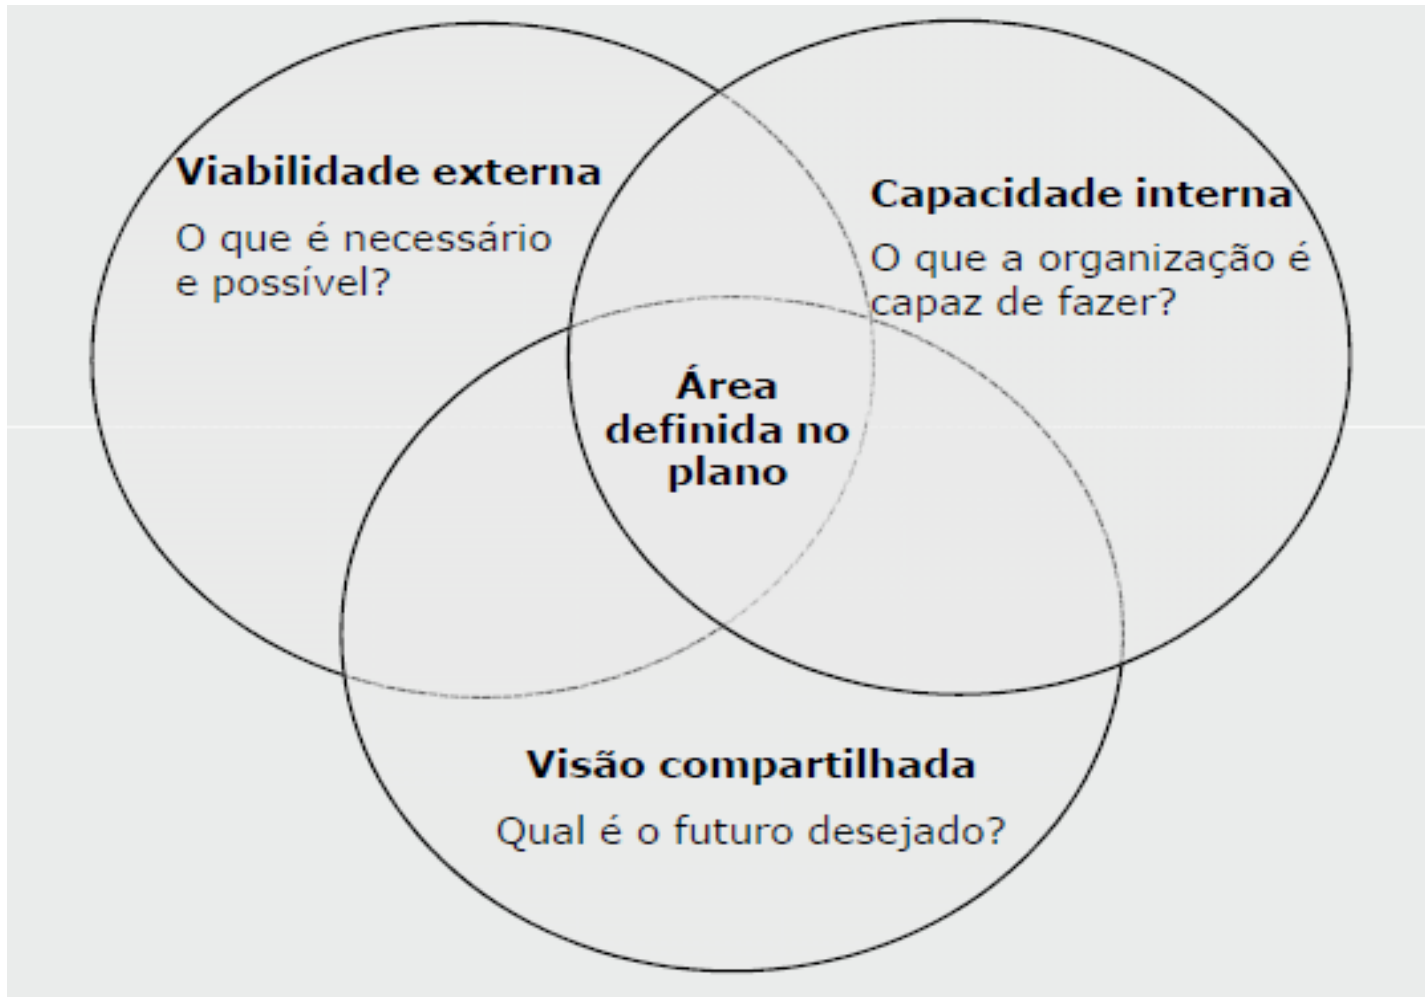 Viabilidade externa
O que é necessário
e possível?
Capacidade interna
O que a organização é
capaz de fazer?
Área
definida no
plano
Visão compartilhada
Qual é o futuro desejado?